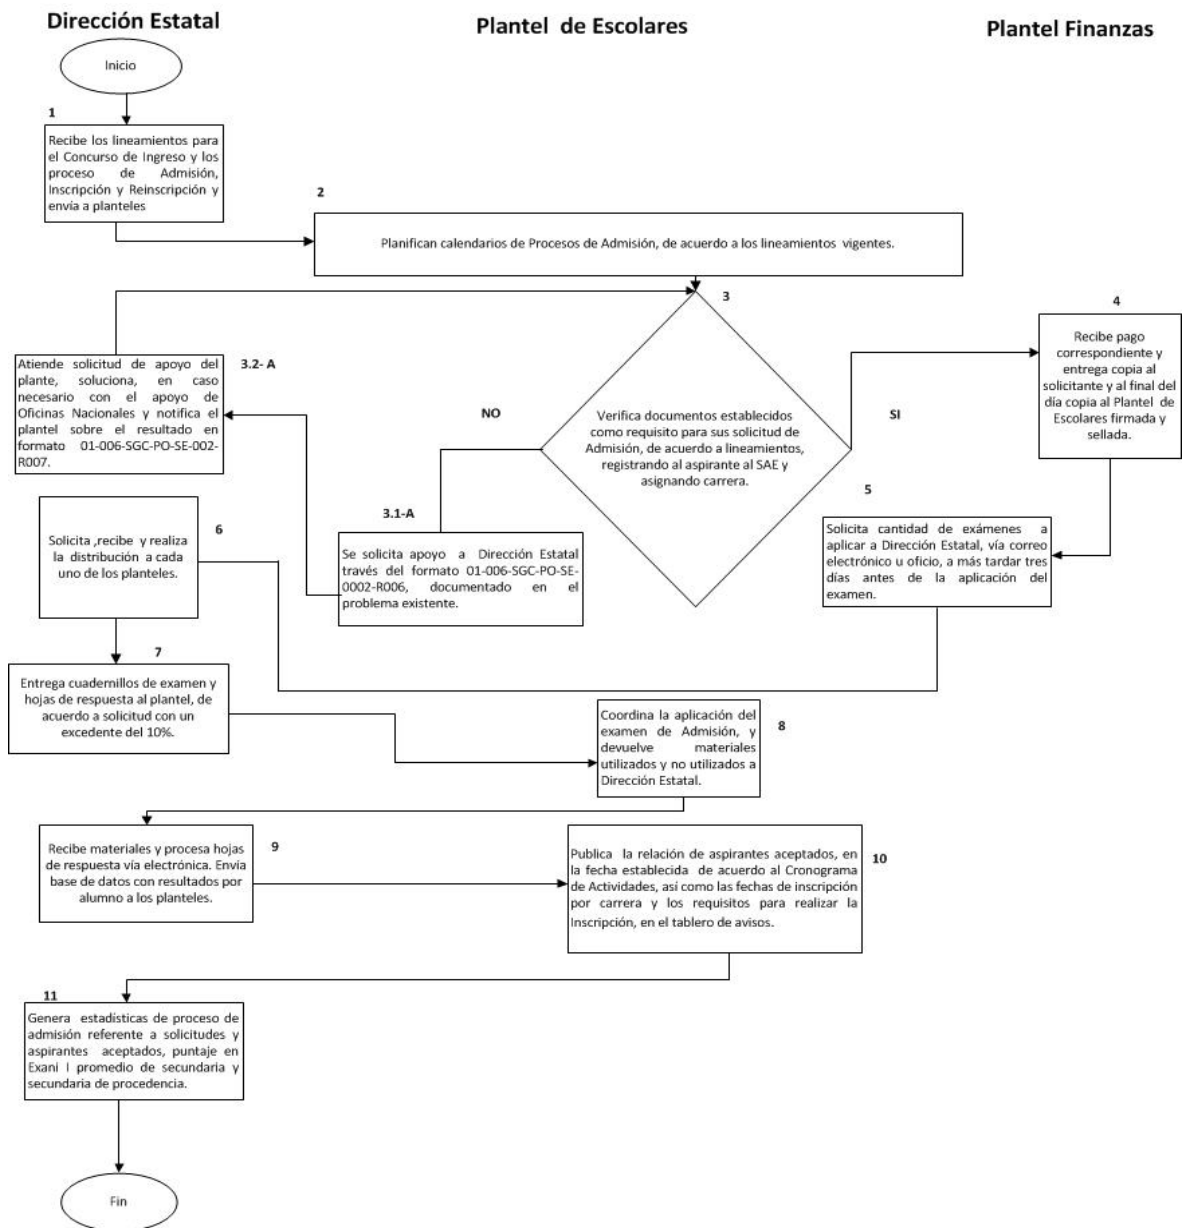 Dirección Estatal
Plantel de Escolares
Plantel Finanzas
Inicio
1
Recibe los lineamientos para
el Concurso de Ingreso y los
proceso de Admisión,
Inscripción y Reinscripción y
envía a planteles
2
Planifican calendarios de Procesos de Admisión, de acuerdo a los lineamientos vigentes.
3
Verifica documentos establecidos
como requisito para sus solicitud de
Admisión, de acuerdo a lineamientos,
registrando al aspirante al SAE y
asignando carrera.
NO
SI
3.1-A
Se solicita apoyo a Dirección Estatal
través del formato 01-006-SGC-PO-SE-
0002-R006, documentado en el
problema existente.
3.2- A
Atiende solicitud de apoyo del
plante, soluciona, en caso
necesario con el apoyo de
Oficinas Nacionales y notifica el
plantel sobre el resultado en
formato 01-006-SGC-PO-SE-002-
R007.
4
Recibe pago
correspondiente y
entrega copia al
solicitante y al final del
día copia al Plantel de
Escolares firmada y
sellada.
5
Solicita cantidad de exámenes a
aplicar a Dirección Estatal, vía correo
electrónico u oficio, a más tardar tres
días antes de la aplicación del
examen.
6
Solicita ,recibe y realiza
la distribución a cada
uno de los planteles.
7
Entrega cuadernillos de examen y
hojas de respuesta al plantel, de
acuerdo a solicitud con un
excedente del 10%.
8
Coordina la aplicación del
examen de Admisión, y
devuelve materiales
utilizados y no utilizados a
Dirección Estatal.
9
Recibe materiales y procesa hojas
de respuesta vía electrónica. Envía
base de datos con resultados por
alumno a los planteles.
10
Publica la relación de aspirantes aceptados, en
la fecha establecida de acuerdo al Cronograma
de Actividades, así como las fechas de inscripción
por carrera y los requisitos para realizar la
Inscripción, en el tablero de avisos.
11
Genera estadísticas de proceso de
admisión referente a solicitudes y
aspirantes aceptados, puntaje en
Exani I promedio de secundaria y
secundaria de procedencia.
Fin